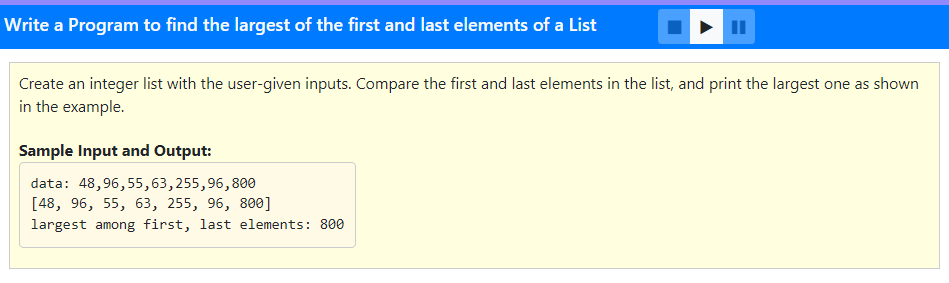 Write a Program to find the largest of the first and last elements of a List
Create an integer list with the user-given inputs. Compare the first and last elements in the list, and print the largest one as shown
in the example.
Sample Input and Output:
data: 48,96,55,63,255,96,800
[48, 96, 55, 63, 255, 96, 800]
largest among first, last elements: 800